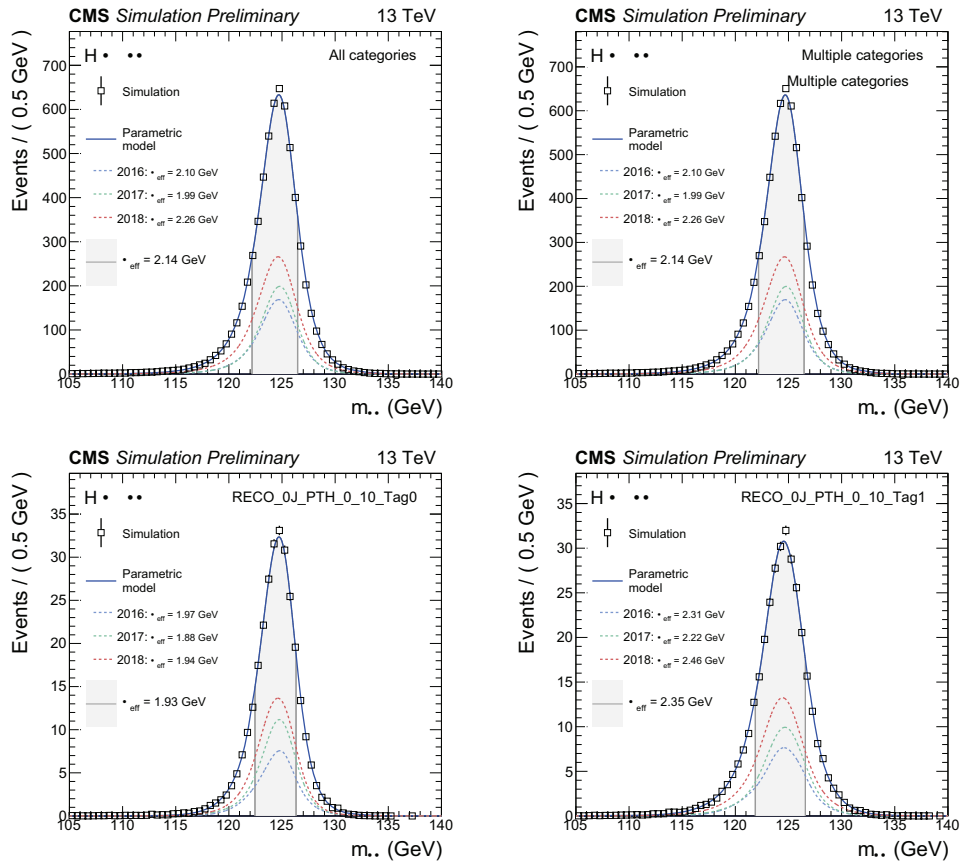 CMS Simulation Preliminary 13 TeV
H • •• All categories
Simulation
Parametric
model
2016: •eff = 2.10 GeV
2017: •eff = 1.99 GeV
2018: •eff = 2.26 GeV
•eff = 2.14 GeV
Events / ( 0.5 GeV )
700
600
500
400
300
200
100
0
105 110 115 120 125 130 135 140
m•• (GeV)
CMS Simulation Preliminary 13 TeV
H • •• Multiple categories
Multiple categories
Simulation
Parametric
model
2016: •eff = 2.10 GeV
2017: •eff = 1.99 GeV
2018: •eff = 2.26 GeV
•eff = 2.14 GeV
Events / ( 0.5 GeV )
700
600
500
400
300
200
100
0
105 110 115 120 125 130 135 140
m•• (GeV)
CMS Simulation Preliminary 13 TeV
H • •• RECO_0J_PTH_0_10_Tag0
Simulation
Parametric
model
2016: •eff = 1.97 GeV
2017: •eff = 1.88 GeV
2018: •eff = 1.94 GeV
•eff = 1.93 GeV
Events / ( 0.5 GeV )
35
30
25
20
15
10
5
0
105 110 115 120 125 130 135 140
m•• (GeV)
CMS Simulation Preliminary 13 TeV
H • •• RECO_0J_PTH_0_10_Tag1
Simulation
Parametric
model
2016: •eff = 2.31 GeV
2017: •eff = 2.22 GeV
2018: •eff = 2.46 GeV
•eff = 2.35 GeV
Events / ( 0.5 GeV )
35
30
25
20
15
10
5
0
105 110 115 120 125 130 135 140
m•• (GeV)